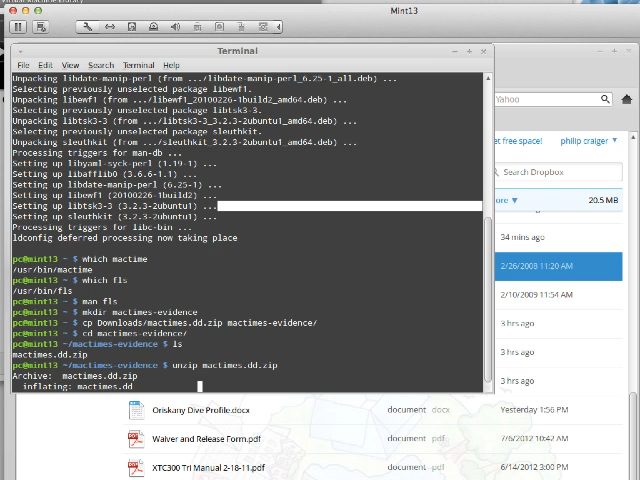 Mint13
Terminal
File Edit View Search Terminal Help
Unpacking libdate-manip-perl (from .../libdate-manip-perl_6.25-1_all.deb) ...
Selecting previously unselected package libewf1.
Unpacking libewf1 (from .../libewf1_20100226-1build2_amd64.deb) ...
Selecting previously unselected package libtsk3-3.
Unpacking libtsk3-3 (from .../libtsk3-3_3.2.3-2ubuntu1_amd64.deb) ...
Selecting previously unselected package sleuthkit.
Unpacking sleuthkit (from .../sleuthkit_3.2.3-2ubuntu1_amd64.deb) ...
Processing triggers for man-db ...
Setting up libyaml-syck-perl (1.19-1) ...
Setting up libafflib0 (3.6.6-1.1) ...
Setting up libdate-manip-perl (6.25-1) ...
Setting up libewf1 (20100226-1build2) ...
Setting up libtsk3-3 (3.2.3-2ubuntu1) ...
Setting up sleuthkit (3.2.3-2ubuntu1) ...
Processing triggers for libc-bin ...
ldconfig deferred processing now taking place
pc@mint13 ~ $ which mactime
/usr/bin/mactime
pc@mint13 ~ $ which fls
/usr/bin/fls
pc@mint13 ~ $ man fls
pc@mint13 ~ $ mkdir mactimes-evidence
pc@mint13 ~ $ cp Downloads/mactimes.dd.zip mactimes-evidence/
pc@mint13 ~ $ cd mactimes-evidence/
pc@mint13 ~/mactimes-evidence $ ls
mactimes.dd.zip
pc@mint13 ~/mactimes-evidence $ unzip mactimes.dd.zip
Archive:  mactimes.dd.zip
  inflating: mactimes.dd
Yahoo
et free space! philip craiger
Search Dropbox
ore 20.5 MB
34 mins ago
2/26/2008 11:20 AM
2/10/2009 11:54 AM
3 hrs ago
3 hrs ago
3 hrs ago
Oriskany Dive Profile.docx document docx Yesterday 1:56 PM
Waiver and Release Form.pdf document pdf 7/6/2012 10:42 AM
XTC300 Tri Manual 2-18-11.pdf document pdf 6/14/2012 3:00 PM